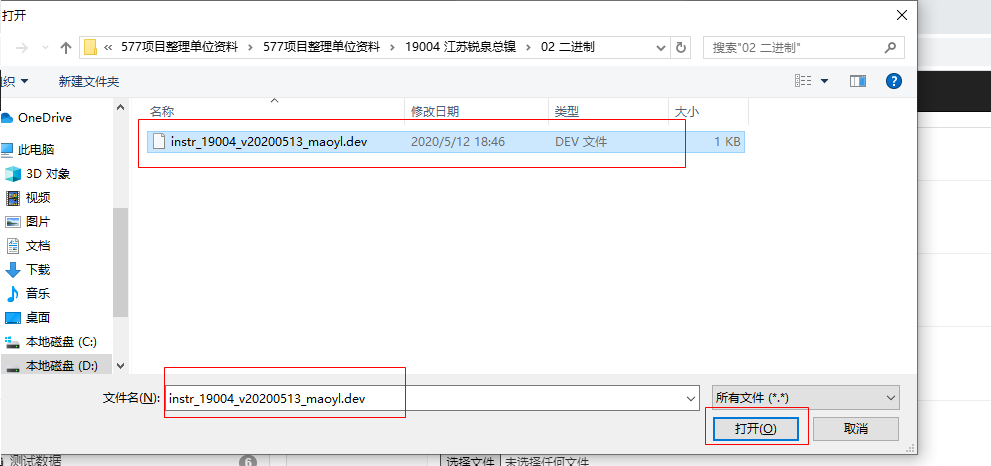 打开
« 577项目整理单位资料 › 577项目整理单位资料 › 19004 江苏锐泉总镍 › 02 二进制
搜索"02 二进制"
织 新建文件夹
名称 修改日期 类型 大小
instr_19004_v20200513_maoyl.dev 2020/5/12 18:46 DEV 文件 1 KB
OneDrive
此电脑
3D 对象
视频
图片
文档
下载
音乐
桌面
本地磁盘 (C:)
本地磁盘 (D:)
文件名(N): instr_19004_v20200513_maoyl.dev 所有文件 (*.*)
打开(O) 取消
测试数据 6 选择文件 未选择任何文件